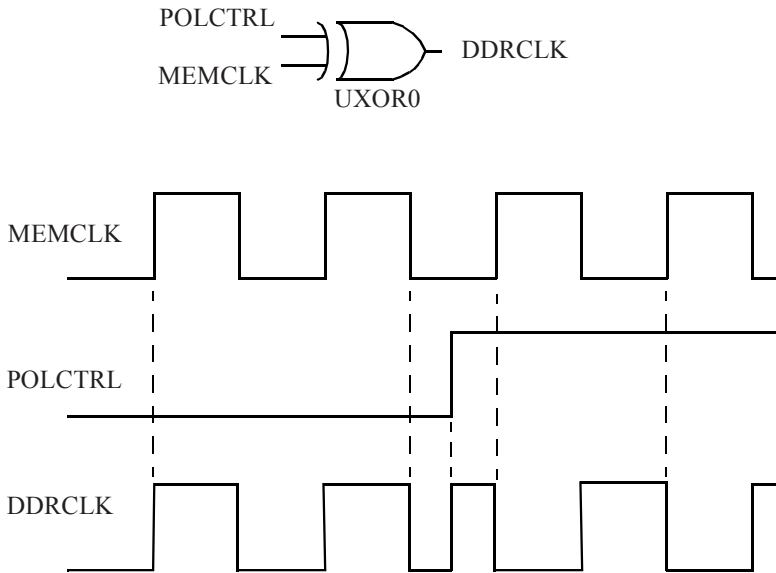 POLCTRL
DDRCLK
MEMCLK
UXOR0
MEMCLK
POLCTRL
DDRCLK